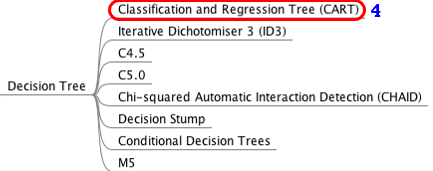 Classification and Regression Tree (CART) 4
Iterative Dichotomiser 3 (ID3)
C4.5
C5.0
Decision Tree
Chi-squared Automatic Interaction Detection (CHAID)
Decision Stump
Conditional Decision Trees
M5